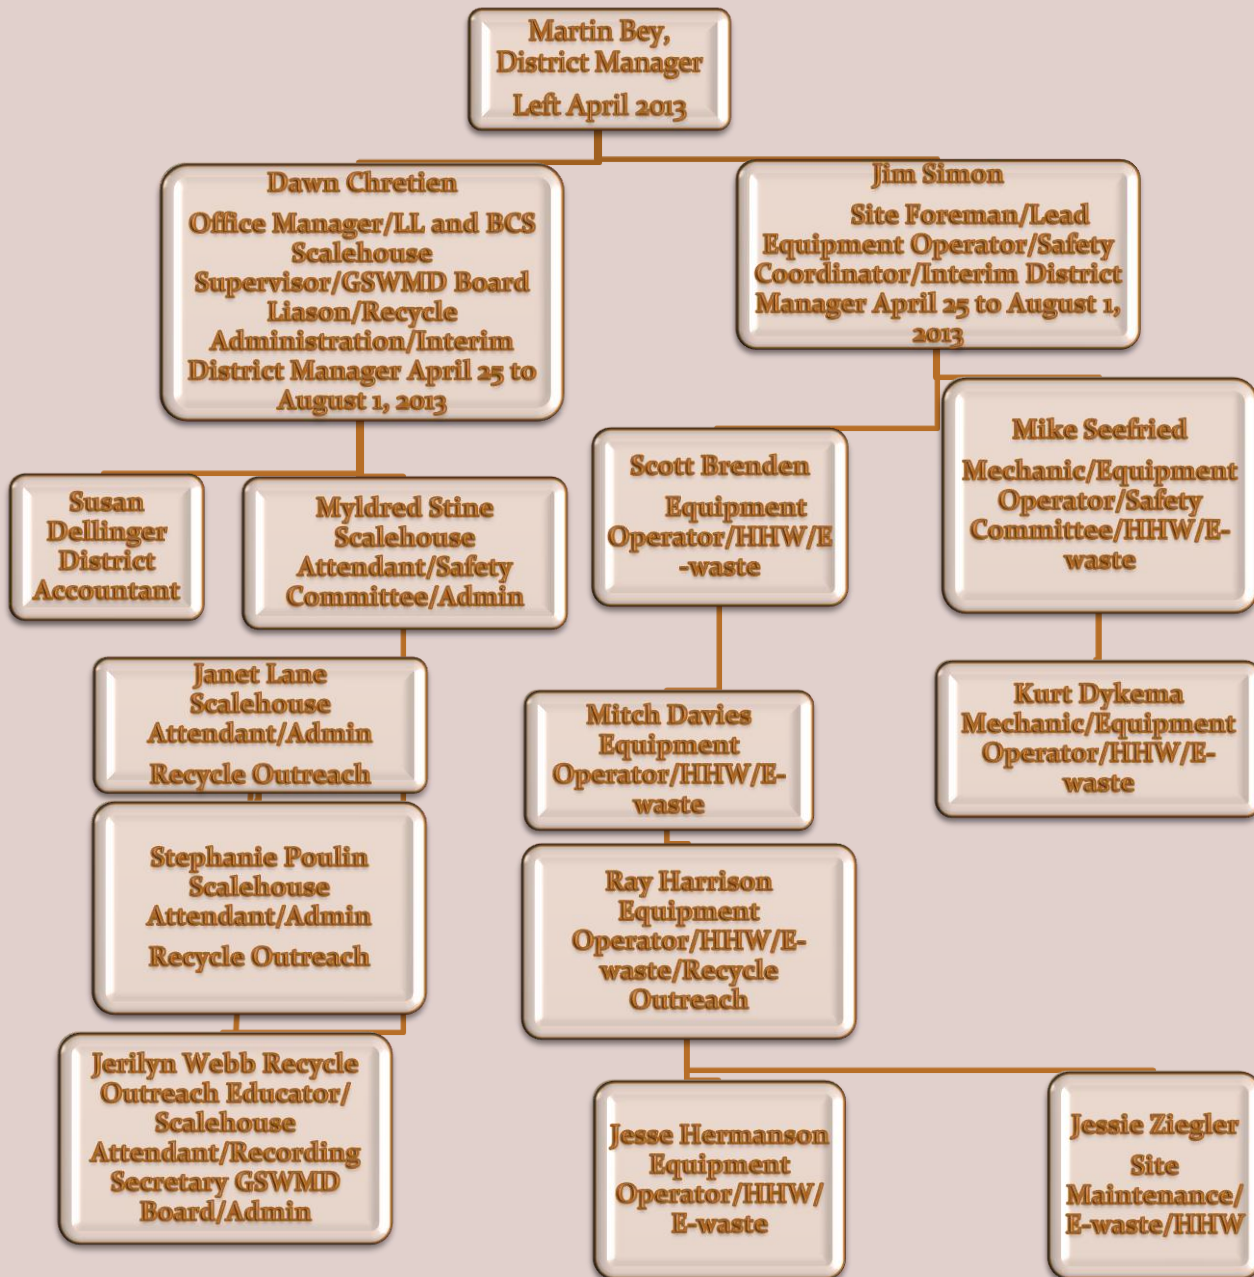 Martin Bey,
District Manager
Left April 2013
Dawn Chretien
Office Manager/LL and BCS
Scalehouse
Supervisor/GSWMD Board
Liason/Recycle
Administration/Interim
District Manager April 25 to
August 1, 2013
Jim Simon
Site Foreman/Lead
Equipment Operator/Safety
Coordinator/Interim District
Manager April 25 to August 1,
2013
Susan
Dellinger
District
Accountant
Myldred Stine
Scalehouse
Attendant/Safety
Committee/Admin
Scott Brenden
Equipment
Operator/HHW/E
-waste
Mike Seefried
Mechanic/Equipment
Operator/Safety
Committee/HHW/E-
waste
Janet Lane
Scalehouse
Attendant/Admin
Recycle Outreach
Mitch Davies
Equipment
Operator/HHW/E-
waste
Kurt Dykema
Mechanic/Equipment
Operator/HHW/E-
waste
Stephanie Poulin
Scalehouse
Attendant/Admin
Recycle Outreach
Ray Harrison
Equipment
Operator/HHW/E-
waste/Recycle
Outreach
Jerilyn Webb Recycle
Outreach Educator/
Scalehouse
Attendant/Recording
Secretary GSWMD
Board/Admin
Jesse Hermanson
Equipment
Operator/HHW/
E-waste
Jessie Ziegler
Site
Maintenance/
E-waste/HHW